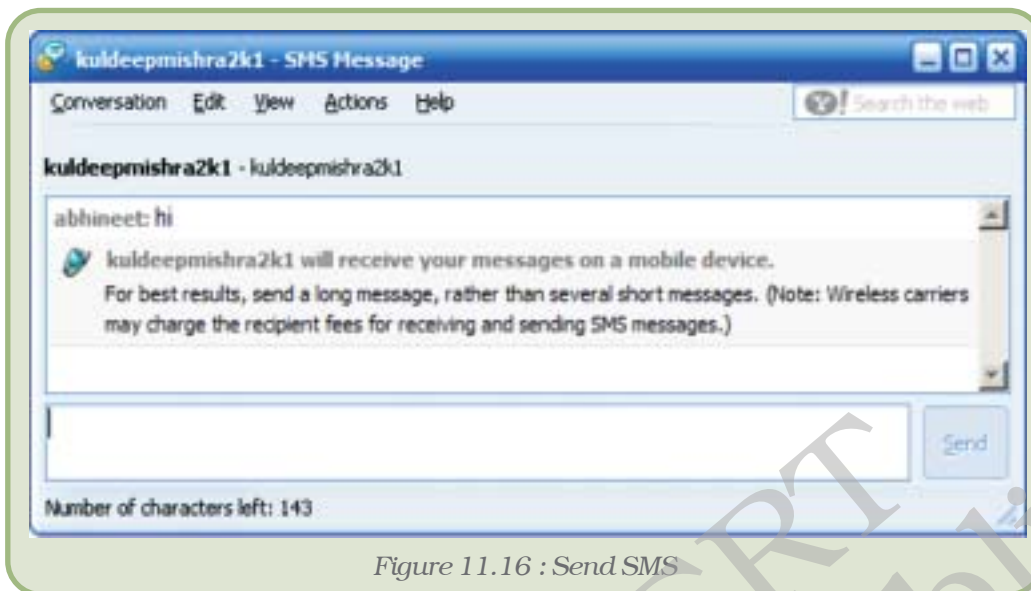 kuldeepmishra2k1 - SMS Message
Conversation Edit View Actions Help
Y! Search the web
kuldeepmishra2k1 - kuldeepmishra2k1
abhineet: hi
kuldeepmishra2k1 will receive your messages on a mobile device.
For best results, send a long message, rather than several short messages. (Note: Wireless carriers
may charge the recipient fees for receiving and sending SMS messages.)
Send
Number of characters left: 143
Figure 11.16 : Send SMS